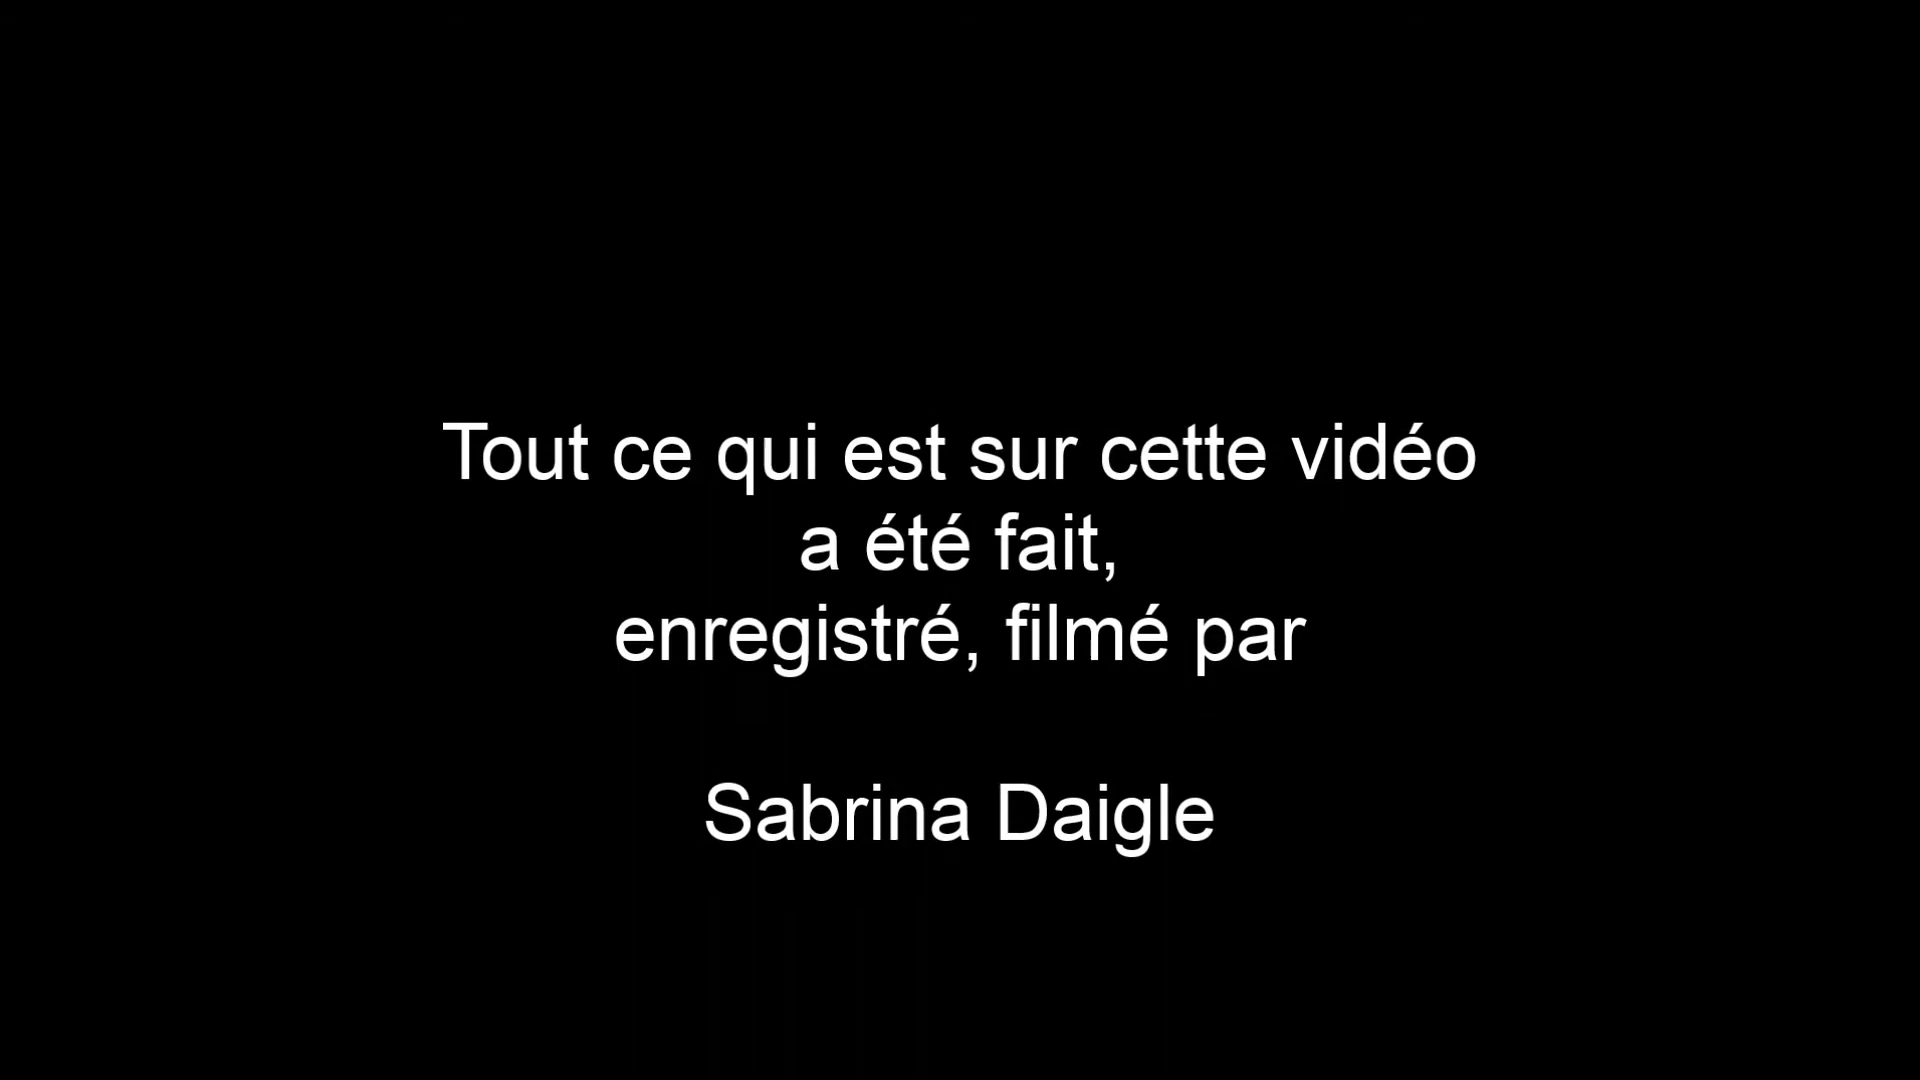 Tout ce qui est sur cette vidéo
a été fait,
enregistré, filmé par
Sabrina Daigle